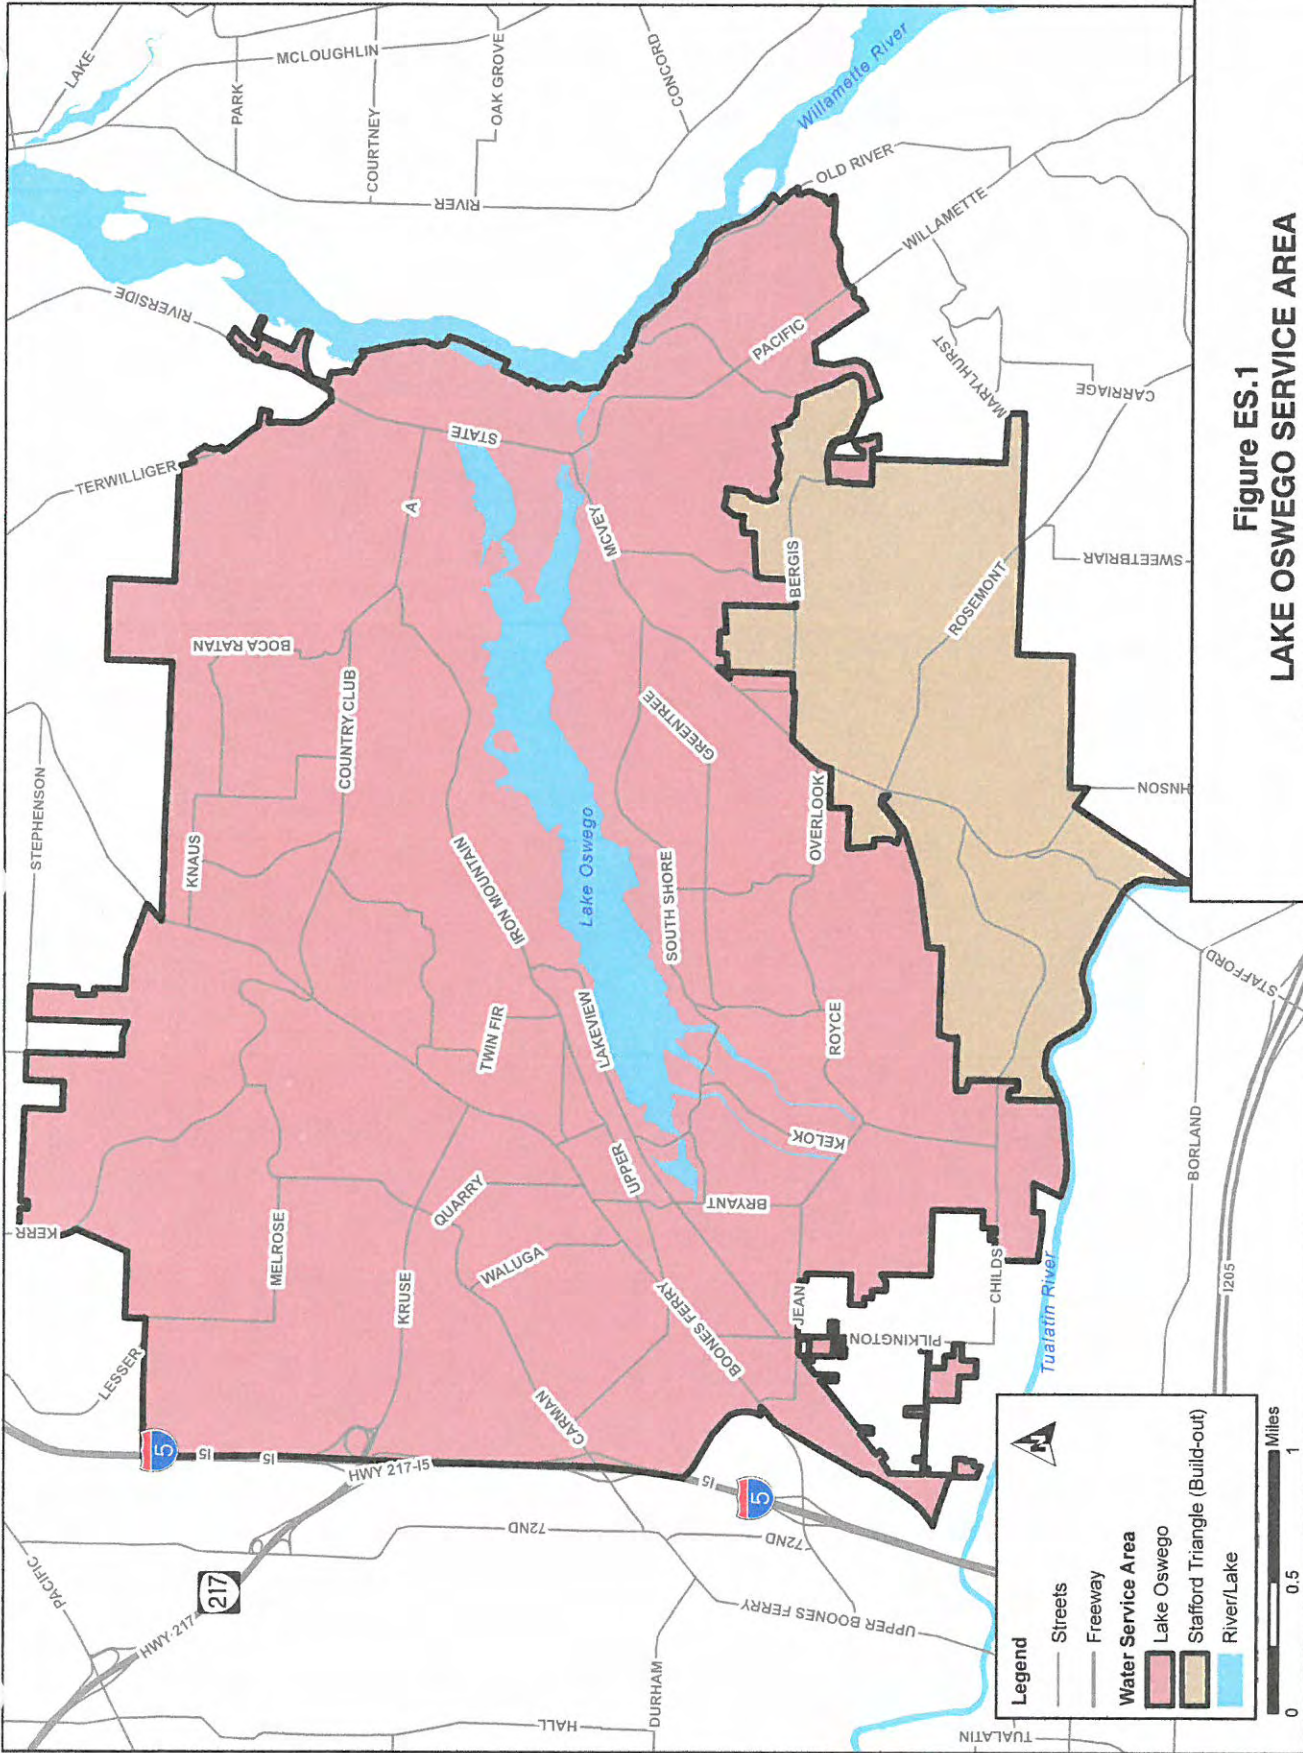 LAKE
MCLOUGHLIN
PARK
COURTNEY
OAK GROVE
CONCORD
RIVER
Willamette River
OLD RIVER
WILLAMETTE
RIVERSIDE
PACIFIC
MARYLHURST
CARRIAGE
TERWILLIGER
STATE
A
MCVEY
BERGIS
SWEETBRIAR
ROSEMONT
BOCA RATAN
COUNTRY CLUB
GREENTREE
STEPHENSON
KNAUS
IRON MOUNTAIN
Lake Oswego
SOUTH SHORE
OVERLOOK
HNSON
TWIN FIR
LAKEVIEW
ROYCE
STAFFORD
KERR
MELROSE
QUARRY
UPPER
KELOK
BRYANT
BORLAND
WALUGA
KRUSE
BOONES FERRY
JEAN
CHILDS
PILKINGTON
Tualatin River
I205
LESSER
CARMAN
5
I5
I5
HWY 217-I5
I5
5
72ND
72ND
PACIFIC
217
HWY 217
UPPER BOONES FERRY
DURHAM
HALL
TUALATIN
Legend
N
Streets
Freeway
Water Service Area
Lake Oswego
Stafford Triangle (Build-out)
River/Lake
0 0.5 1 Miles
Figure ES.1
LAKE OSWEGO SERVICE AREA